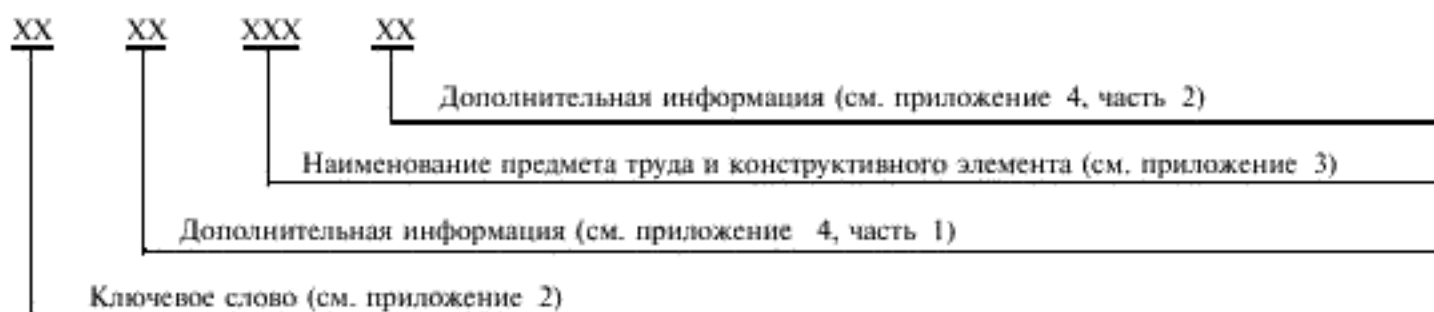 XX XX XXX XX
Дополнительная информация (см. приложение 4, часть 2)
Наименование предмета труда и конструктивного элемента (см. приложение 3)
Дополнительная информация (см. приложение 4, часть 1)
Ключевое слово (см. приложение 2)